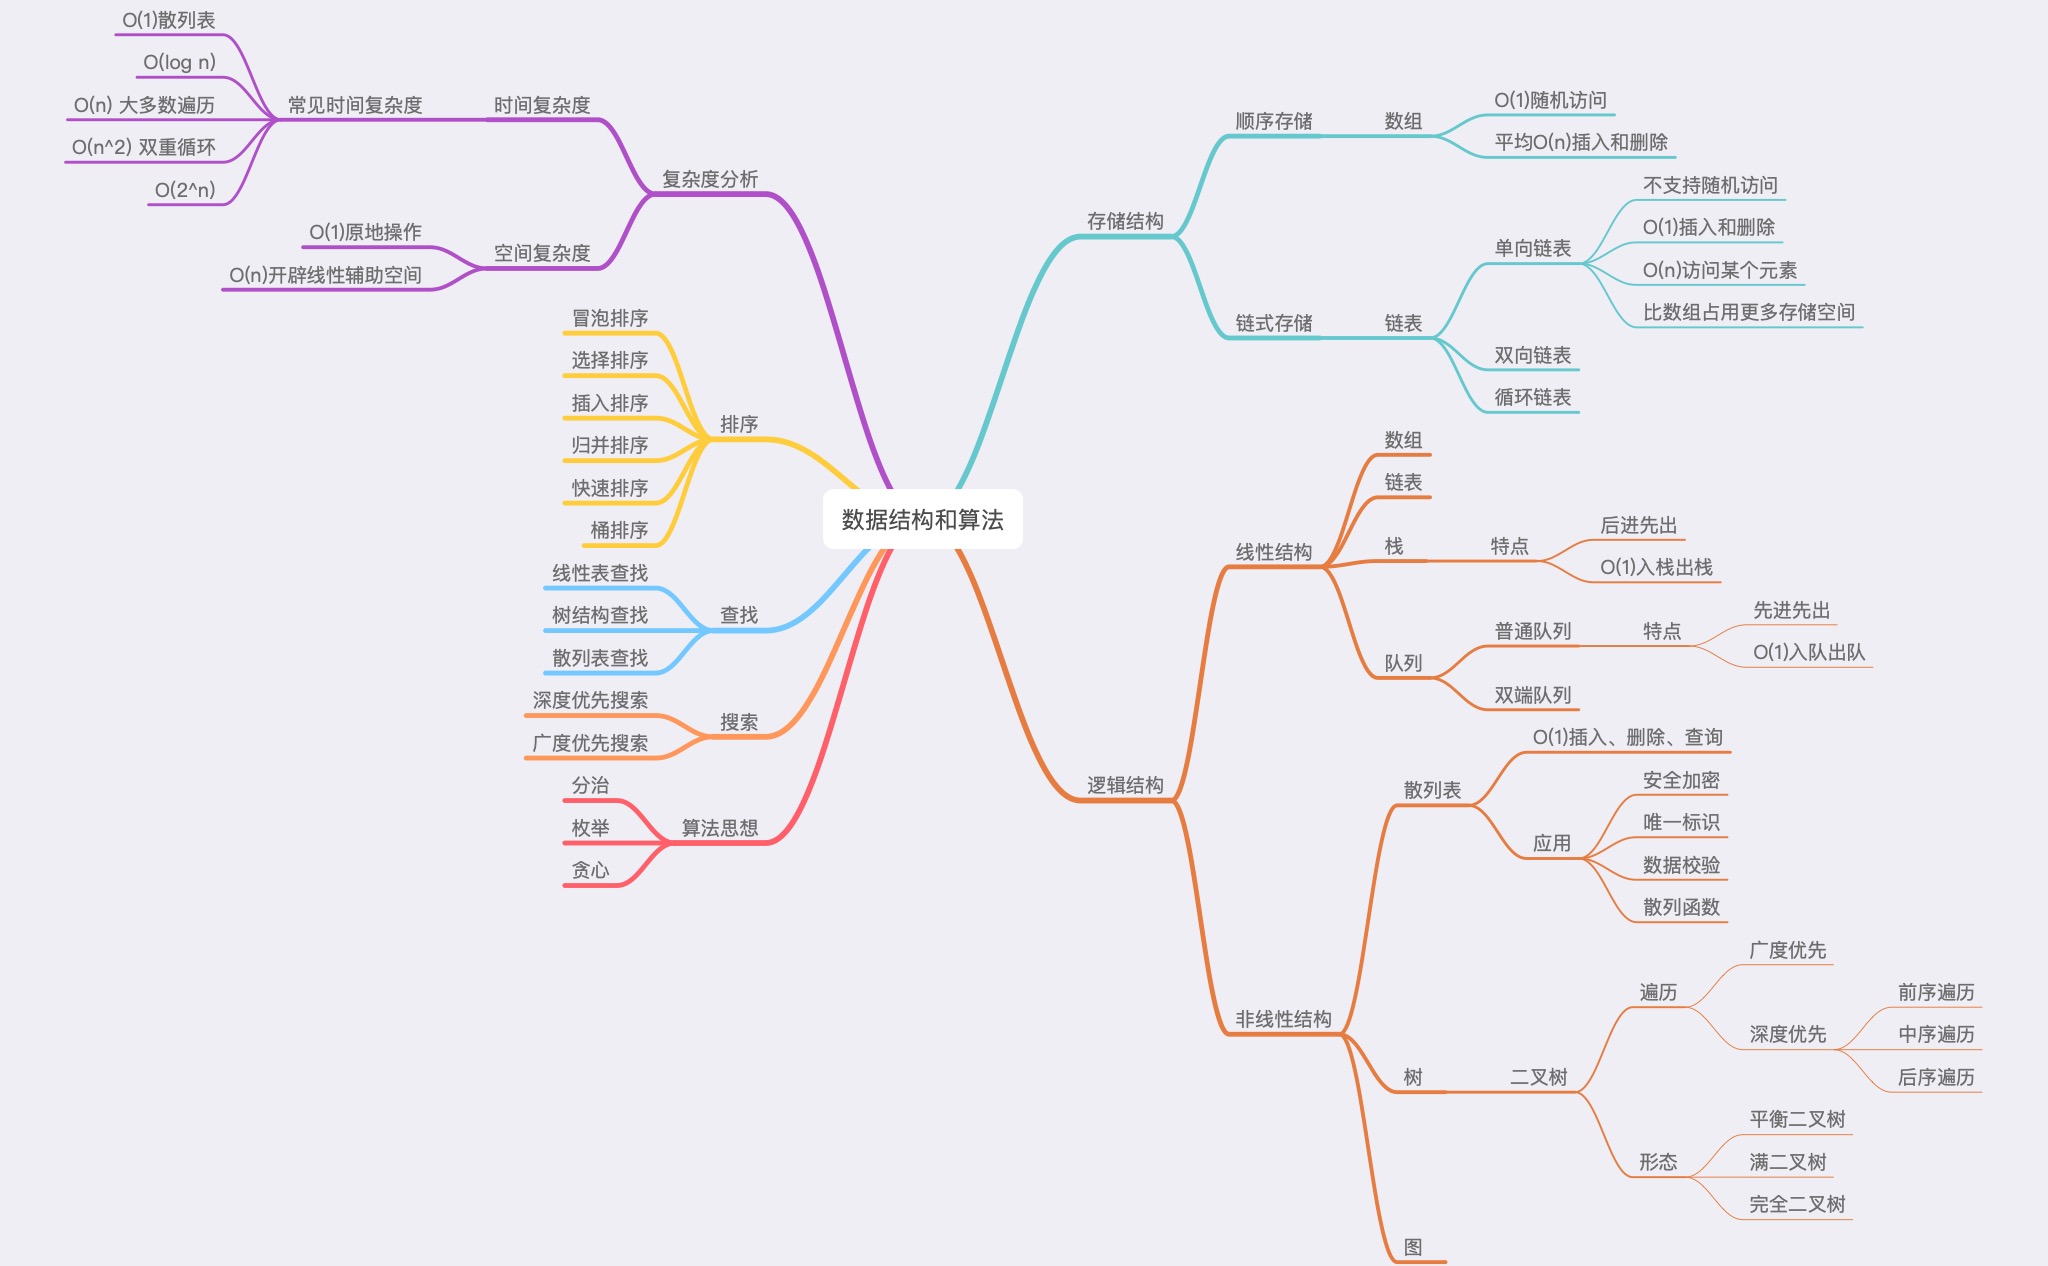 数据结构和算法
复杂度分析
时间复杂度
常见时间复杂度
O(1)散列表
O(log n)
O(n) 大多数遍历
O(n^2) 双重循环
O(2^n)
空间复杂度
O(1)原地操作
O(n)开辟线性辅助空间
排序
冒泡排序
选择排序
插入排序
归并排序
快速排序
桶排序
查找
线性表查找
树结构查找
散列表查找
搜索
深度优先搜索
广度优先搜索
算法思想
分治
枚举
贪心
存储结构
顺序存储
数组
O(1)随机访问
平均O(n)插入和删除
链式存储
链表
单向链表
不支持随机访问
O(1)插入和删除
O(n)访问某个元素
比数组占用更多存储空间
双向链表
循环链表
逻辑结构
线性结构
数组
链表
栈
特点
后进先出
O(1)入栈出栈
队列
普通队列
特点
先进先出
O(1)入队出队
双端队列
非线性结构
散列表
O(1)插入、删除、查询
应用
安全加密
唯一标识
数据校验
散列函数
树
二叉树
遍历
广度优先
深度优先
前序遍历
中序遍历
后序遍历
形态
平衡二叉树
满二叉树
完全二叉树
图